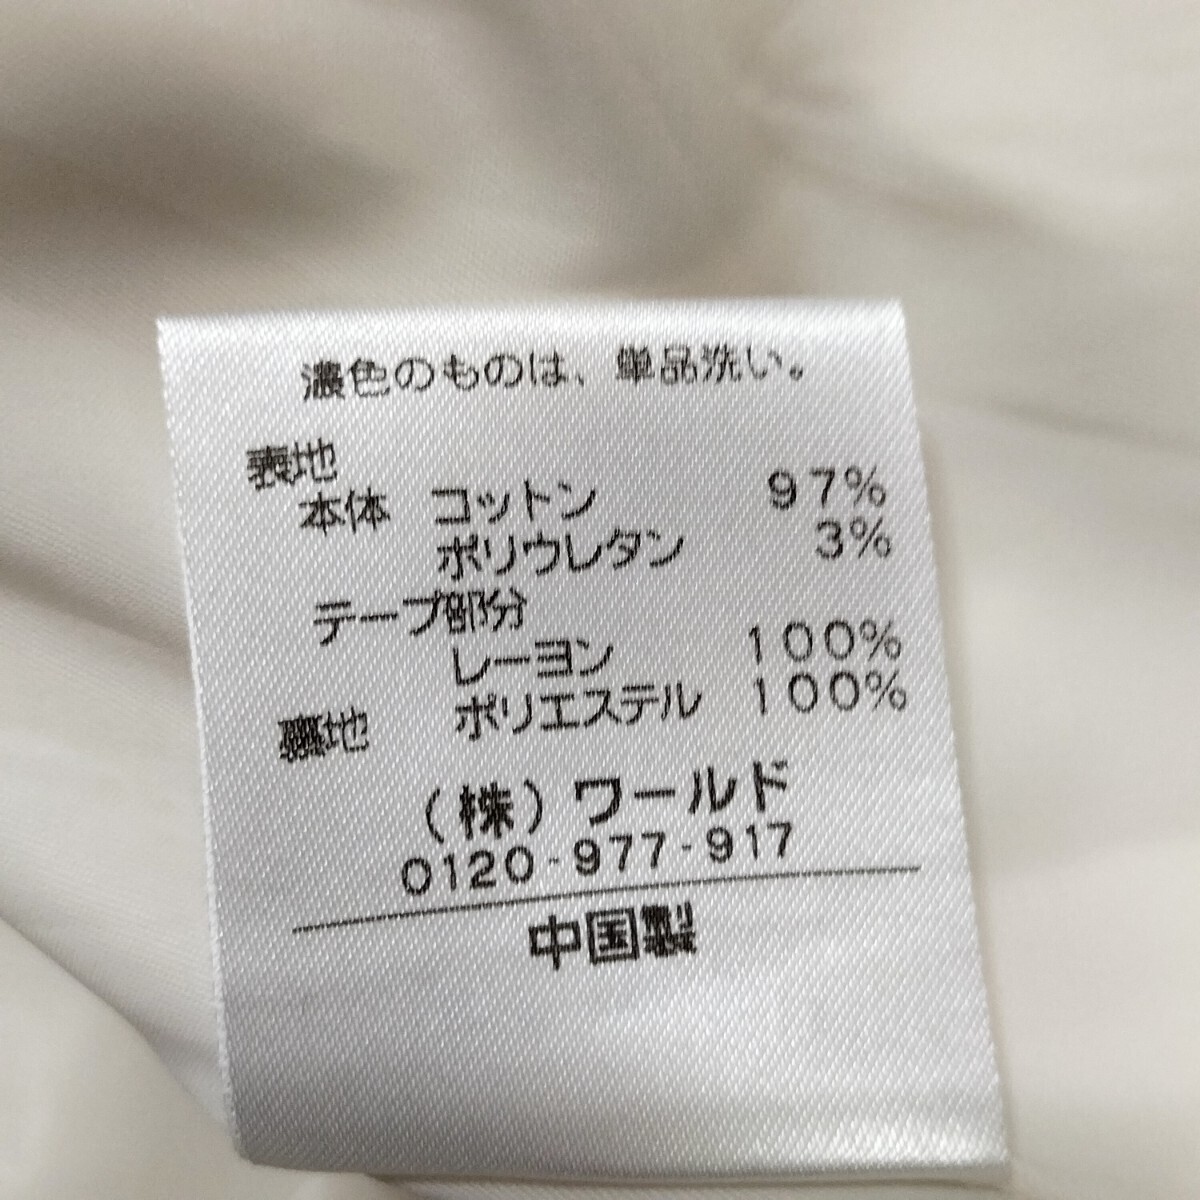 濃色のものは、単品洗い。
表地
本体 コットン 97%
ポリウレタン 3%
テープ部分
レーヨン 100%
裏地 ポリエステル 100%
(株)ワールド
0120-977-917
中国製